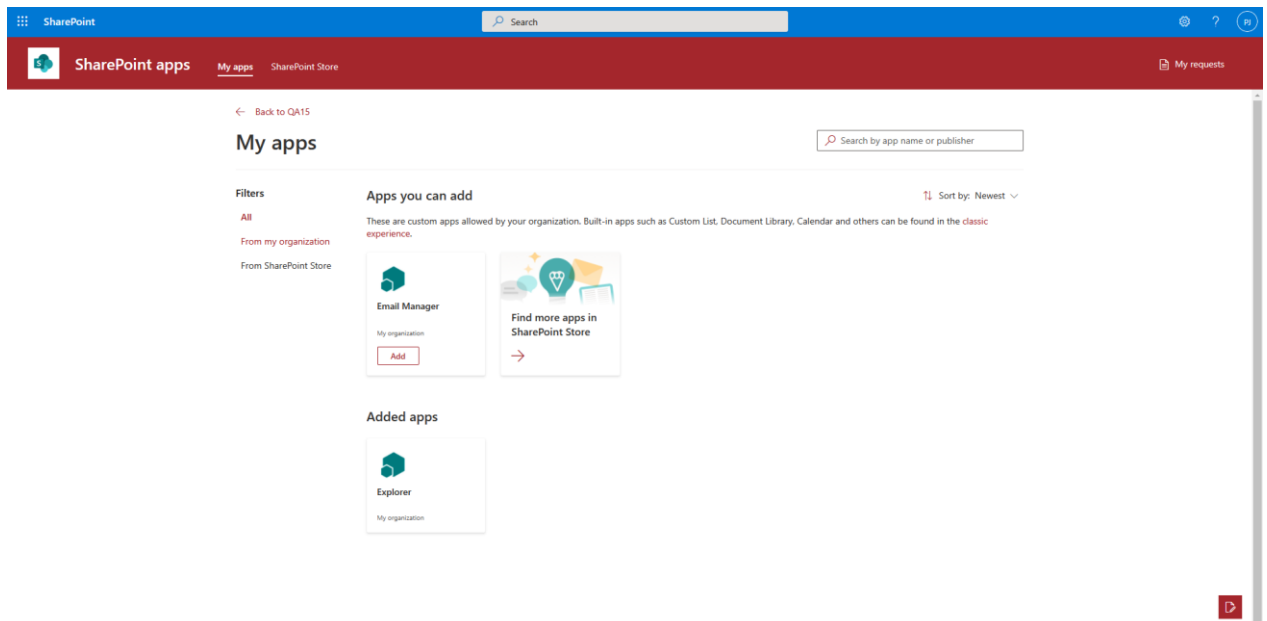 SharePoint
Search
?
PJ
S
SharePoint apps
My apps
SharePoint Store
My requests
Back to QA15
My apps
Search by app name or publisher
Filters
All
From my organization
From SharePoint Store
Apps you can add
Sort by: Newest
These are custom apps allowed by your organization. Built-in apps such as Custom List, Document Library, Calendar and others can be found in the classic
experience.
Email Manager
My organization
Add
Find more apps in
SharePoint Store
Added apps
Explorer
My organization